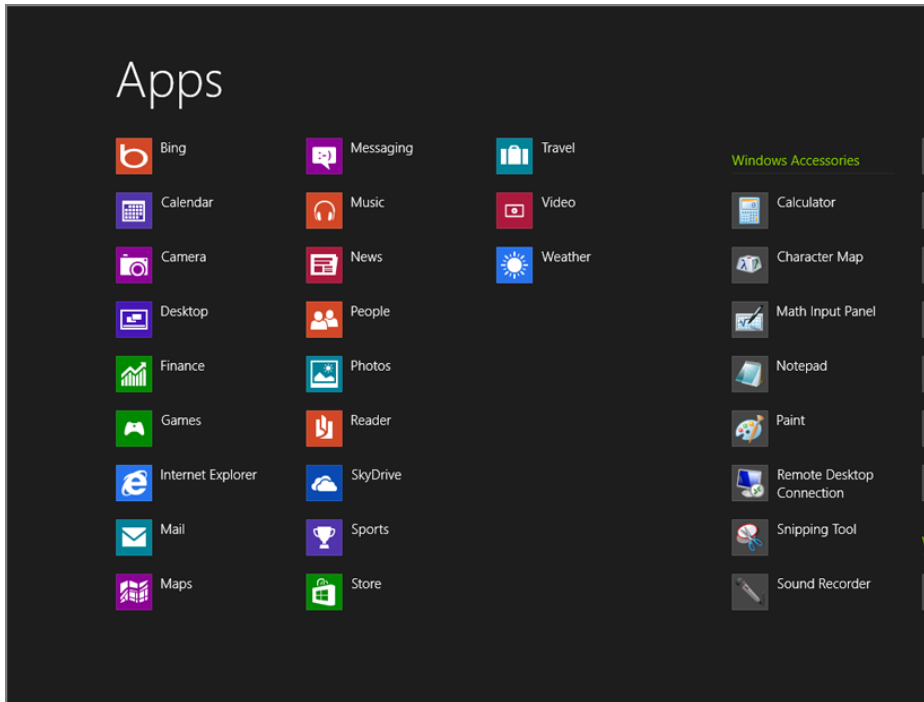 Apps
Bing
Calendar
Camera
Desktop
Finance
Games
Internet Explorer
Mail
Maps
Messaging
Music
News
People
Photos
Reader
SkyDrive
Sports
Store
Travel
Video
Weather
Windows Accessories
Calculator
Character Map
Math Input Panel
Notepad
Paint
Remote Desktop
Connection
Snipping Tool
Sound Recorder